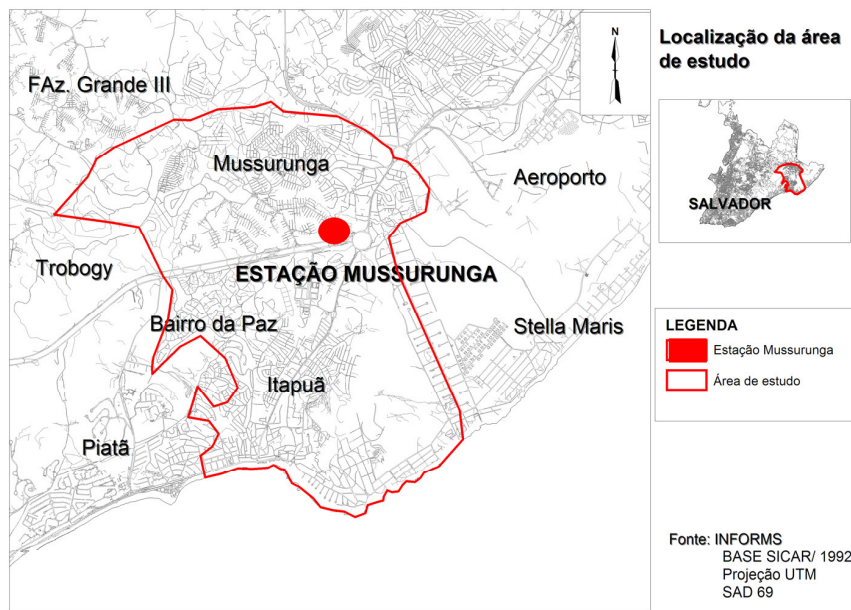 N
Localização da área
de estudo
FAz. Grande III
Mussurunga
Aeroporto
SALVADOR
Trobogy
ESTAÇÃO MUSSURUNGA
Bairro da Paz
Stella Maris
Itapuã
Piatã
LEGENDA
Estação Mussurunga
Área de estudo
Fonte: INFORMS
BASE SICAR/ 1992
Projeção UTM
SAD 69